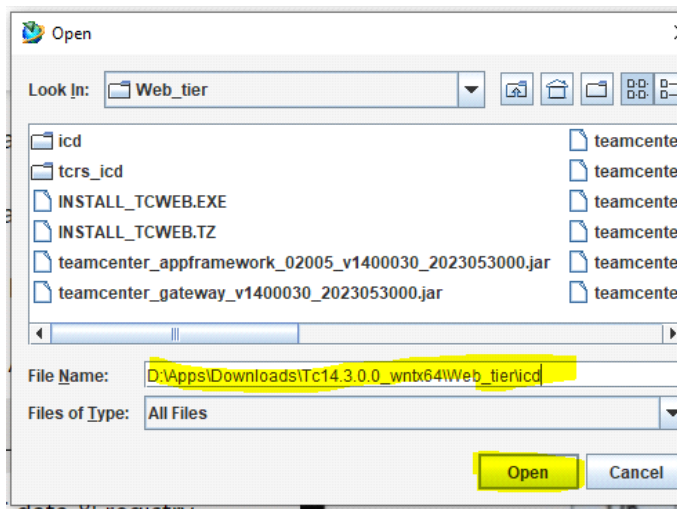 Open
Look In: Web_tier
icd
teamcente
tcrs_icd
teamcente
INSTALL_TCWEB.EXE
teamcente
INSTALL_TCWEB.TZ
teamcente
teamcenter_appframework_02005_v1400030_2023053000.jar
teamcente
teamcenter_gateway_v1400030_2023053000.jar
teamcente
File Name: D:\Apps\Downloads\Tc14.3.0.0_wntx64\Web_tier\icd
Files of Type: All Files
Open Cancel